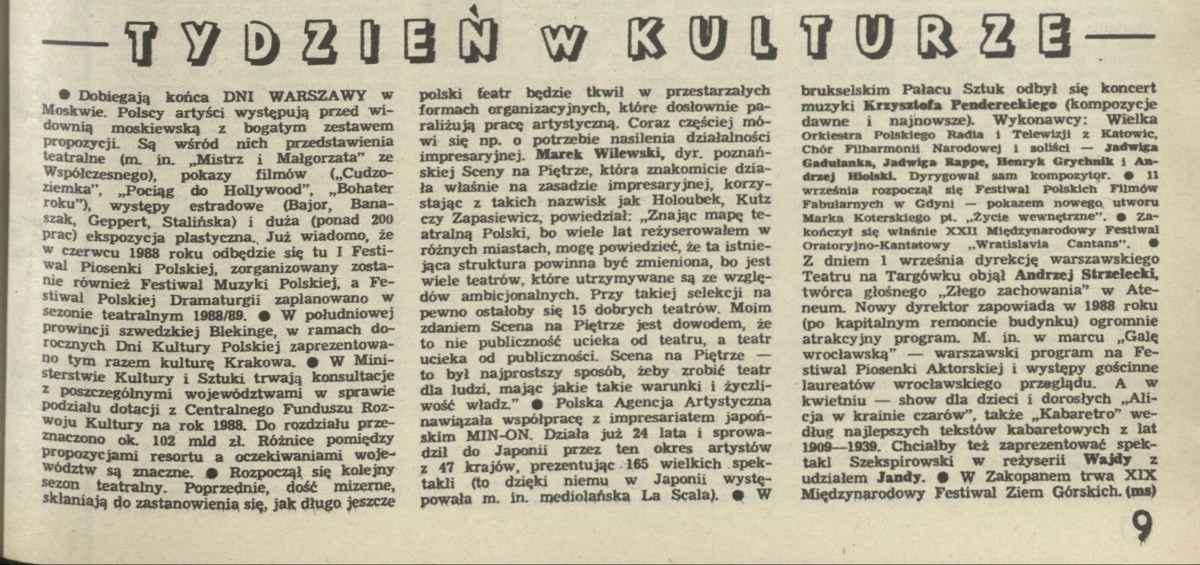 TYDZIEŃ w KULTURZE
● Dobiegają końca DNI WARSZAWY w
Moskwie. Polscy artyści występują przed wi-
downią moskiewską z bogatym zestawem
propozycji. Są wśród nich przedstawienia
teatralne (m. in. „Mistrz i Małgorzata" ze
Współczesnego), pokazy filmów („Cudzo-
ziemka", „Pociąg do Hollywood", „Bohater
roku"), występy estradowe (Bajor, Bana-
szak, Geppert, Stalińska) i duża (ponad 200
prac) ekspozycja plastyczna. Już wiadomo, że
w czerwcu 1988 roku odbędzie się tu I Festi-
wal Piosenki Polskiej, zorganizowany zosta-
nie również Festiwal Muzyki Polskiej, a Fe-
stiwal Polskiej Dramaturgii zaplanowano w
sezonie teatralnym 1988/89. ● W południowej
prowincji szwedzkiej Blekinge, w ramach do-
rocznych Dni Kultury Polskiej zaprezentowa-
no tym razem kulturę Krakowa. ● W Mini-
sterstwie Kultury i Sztuki trwają konsultacje
z poszczególnymi województwami w sprawie
podziału dotacji z Centralnego Funduszu Roz-
woju Kultury na rok 1988. Do rozdziału prze-
znaczono ok. 102 mld zł. Różnice pomiędzy
propozycjami resortu a oczekiwaniami woje-
wództw są znaczne. ● Rozpoczął się kolejny
sezon teatralny. Poprzednie, dość mizerne,
skłaniają do zastanowienia się, jak długo jeszcze
polski teatr będzie tkwił w przestarzałych
formach organizacyjnych, które dosłownie pa-
raliżują pracę artystyczną. Coraz częściej mó-
wi się np. o potrzebie nasilenia działalności
impresaryjnej. Marek Wilewski, dyr. poznań-
skiej Sceny na Piętrze, która znakomicie dzia-
ła właśnie na zasadzie impresaryjnej, korzy-
stając z takich nazwisk jak Holoubek, Kutz
czy Zapasiewicz, powiedział: „Znając mapę te-
atralną Polski, bo wiele lat reżyserowałem w
różnych miastach, mogę powiedzieć, że ta istnie-
jąca struktura powinna być zmieniona, bo jest
wiele teatrów, które utrzymywane są ze wzglę-
dów ambicjonalnych. Przy takiej selekcji na
pewno ostałoby się 15 dobrych teatrów. Moim
zdaniem Scena na Piętrze jest dowodem, że
to nie publiczność ucieka od teatru, a teatr
ucieka od publiczności. Scena na Piętrze —
to był najprostszy sposób, żeby zrobić teatr
dla ludzi, mając jakie takie warunki i życzli-
wość władz." ● Polska Agencja Artystyczna
nawiązała współpracę z impresariatem japoń-
skim MIN-ON. Działa już 24 lata i sprowa-
dził do Japonii przez ten okres artystów
z 47 krajów, prezentując 165 wielkich spek-
takli (to dzięki niemu w Japonii wystę-
powała m. in. mediolańska La Scala). ● W
brukselskim Pałacu Sztuk odbył się koncert
muzyki Krzysztofa Pendereckiego (kompozycje
dawne i najnowsze). Wykonawcy: Wielka
Orkiestra Polskiego Radia i Telewizji z Katowic,
Chór Filharmonii Narodowej i soliści — Jadwiga
Gadulanka, Jadwiga Rappe, Henryk Grychnik i An-
drzej Hiolski. Dyrygował sam kompozytor. ● 11
września rozpoczął się Festiwal Polskich Filmów
Fabularnych w Gdyni — pokazem nowego utworu
Marka Koterskiego pt. „Życie wewnętrzne". ● Za-
kończył się właśnie XXII Międzynarodowy Festiwal
Oratoryjno-Kantatowy „Wratislavia Cantans". ●
Z dniem 1 września dyrekcję warszawskiego
Teatru na Targówku objął Andrzej Strzelecki,
twórca głośnego „Złego zachowania" w Ate-
neum. Nowy dyrektor zapowiada w 1988 roku
(po kapitalnym remoncie budynku) ogromnie
atrakcyjny program. M. in. w marcu „Galę
wrocławską" — warszawski program na Fe-
stiwal Piosenki Aktorskiej i występy gościnne
laureatów wrocławskiego przeglądu. A w
kwietniu — show dla dzieci i dorosłych „Ali-
cja w krainie czarów", także „Kabaretro" we-
dług najlepszych tekstów kabaretowych z lat
1909—1939. Chciałby też zaprezentować spek-
takl Szekspirowski w reżyserii Wajdy z
udziałem Jandy. ● W Zakopanem trwa XIX
Międzynarodowy Festiwal Ziem Górskich. (ms)
9